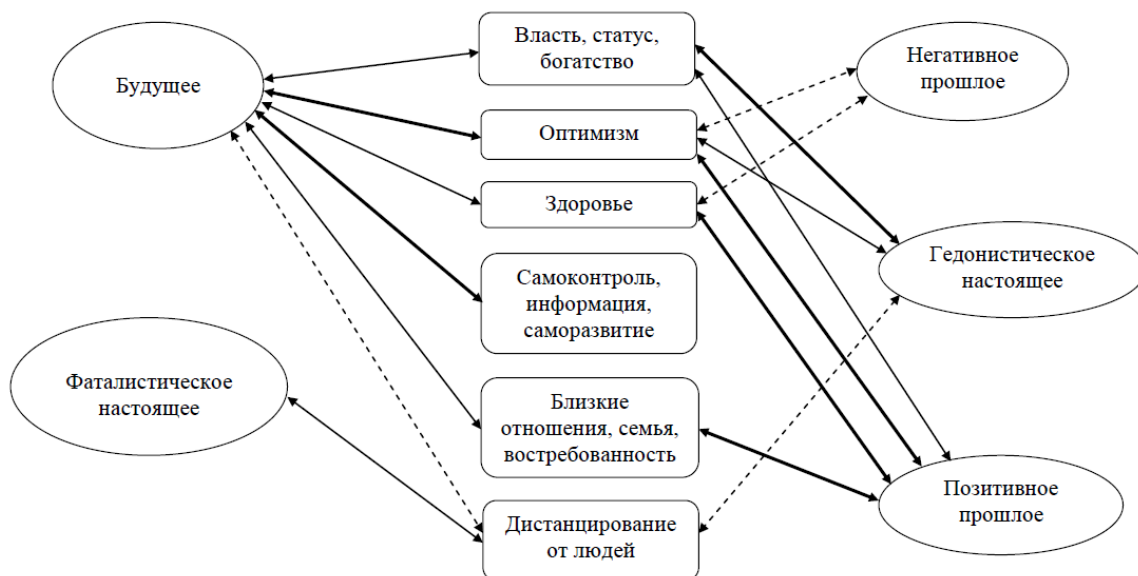 Будущее
Власть, статус,
богатство
Негативное
прошлое
Оптимизм
Здоровье
Гедонистическое
настоящее
Самоконтроль,
информация,
саморазвитие
Фаталистическое
настоящее
Близкие
отношения, семья,
востребованность
Позитивное
прошлое
Дистанцирование
от людей